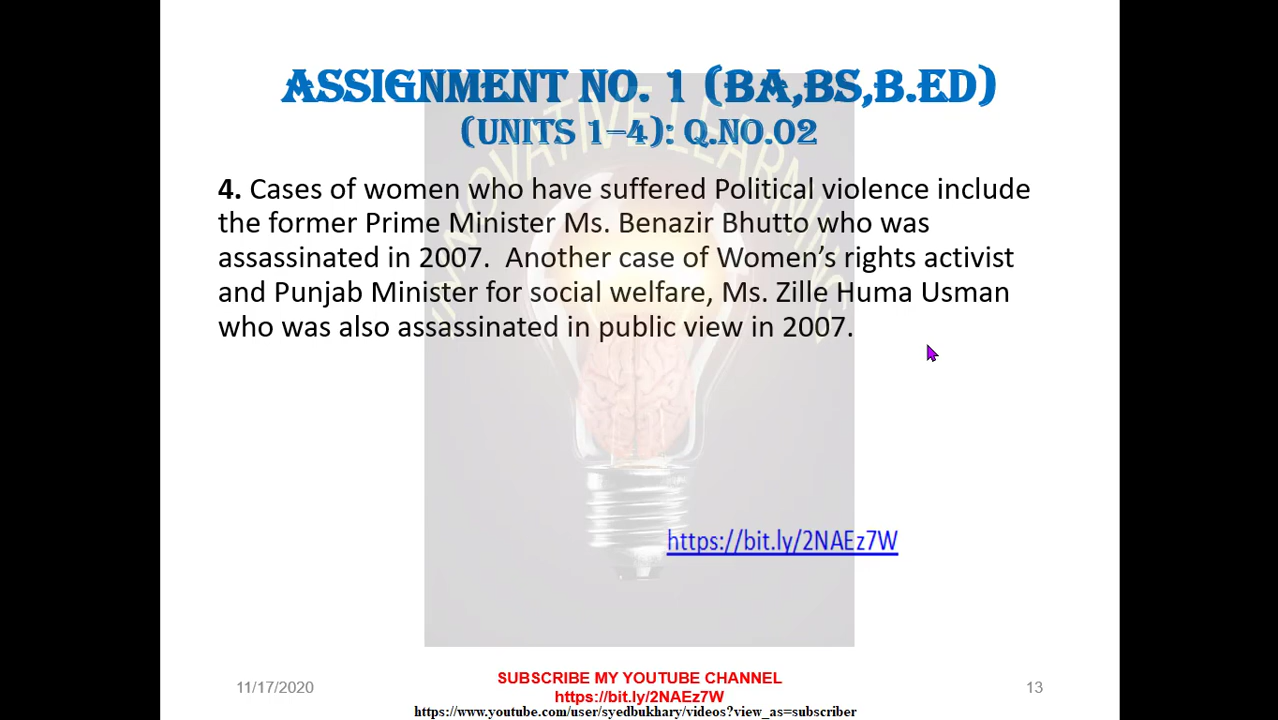 ASSIGNMENT NO. 1 (BA,BS,B.ED)
(UNITS 1-4): Q.NO.02
INNOVATIVE LEARNING
4. Cases of women who have suffered Political violence include
the former Prime Minister Ms. Benazir Bhutto who was
assassinated in 2007.  Another case of Women's rights activist
and Punjab Minister for social welfare, Ms. Zille Huma Usman
who was also assassinated in public view in 2007.
https://bit.ly/2NAEz7W
11/17/2020
SUBSCRIBE MY YOUTUBE CHANNEL
https://bit.ly/2NAEz7W
13
https://www.youtube.com/user/syedbukhary/videos?view_as=subscriber